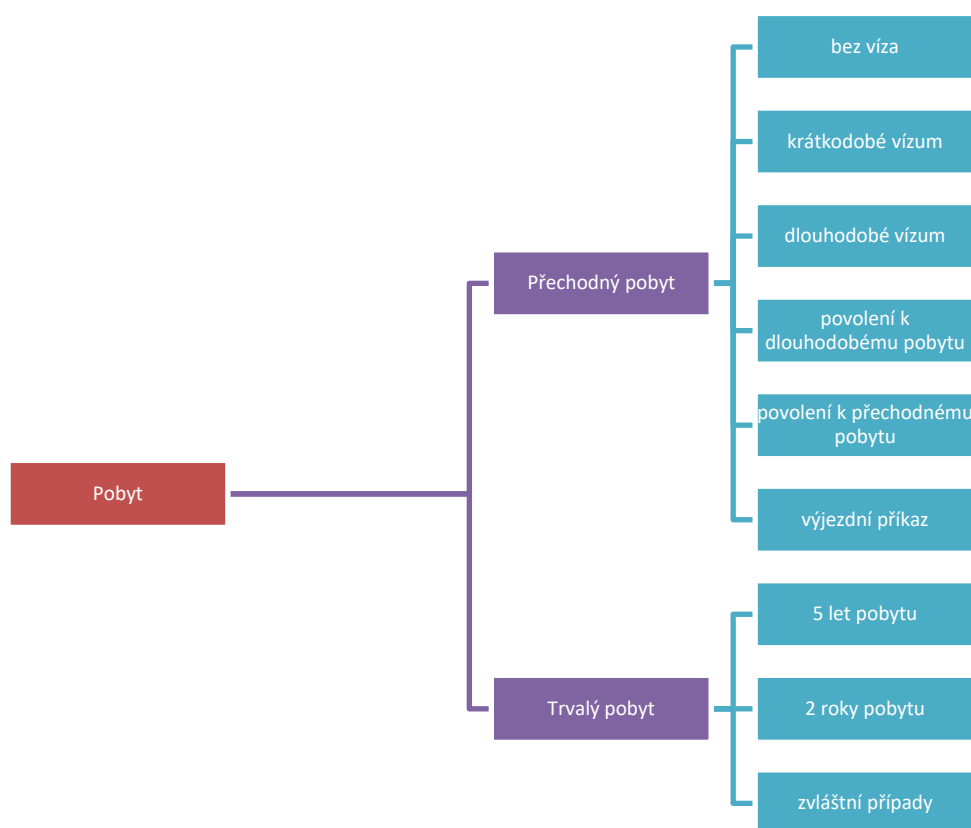 bez víza
krátkodobé vízum
dlouhodobé vízum
Přechodný pobyt
povolení k
dlouhodobému pobytu
povolení k přechodnému
pobytu
Pobyt
výjezdní příkaz
5 let pobytu
Trvalý pobyt
2 roky pobytu
zvláštní případy